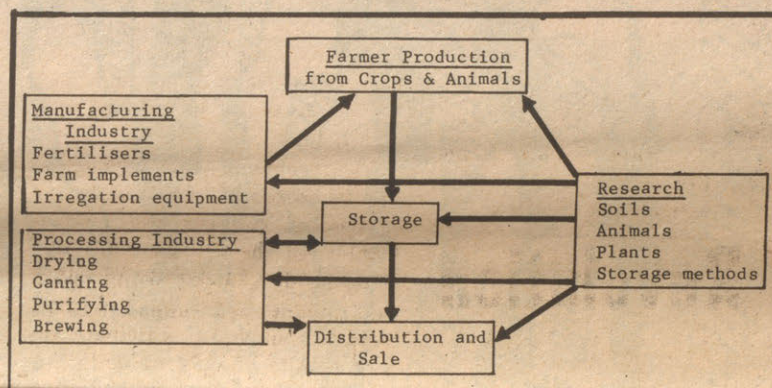 Farmer Production
from Crops & Animals
Manufacturing
Industry
Fertilisers
Farm implements
Irregation equipment
Storage
Research
Soils
Animals
Plants
Storage methods
Processing Industry
Drying
Canning
Purifying
Brewing
Distribution and
Sale